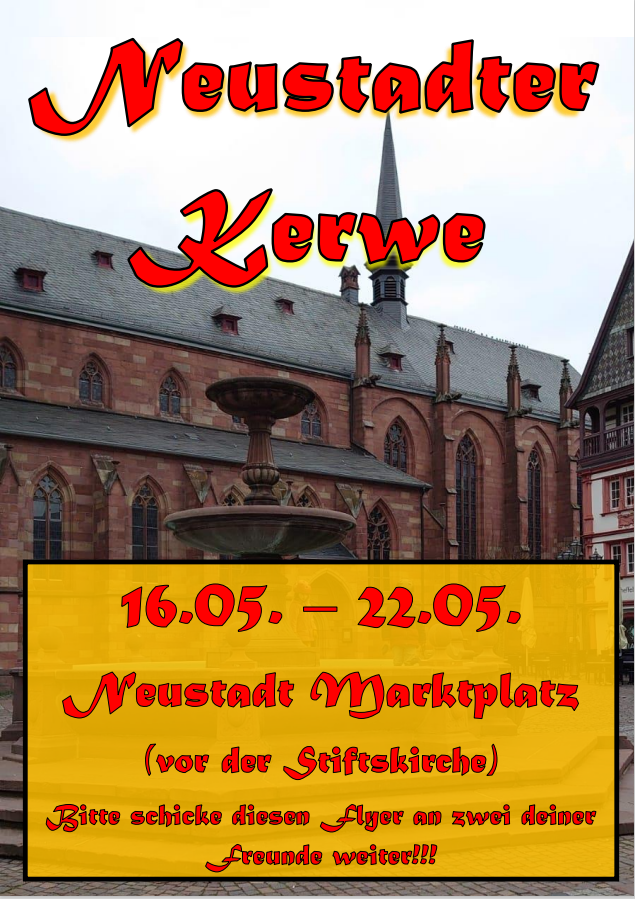 Neustadter
Kerwe
16.05. – 22.05.
Neustadt Marktplatz
(vor der Stiftskirche)
Bitte schicke diesen Flyer an zwei deiner
Freunde weiter!!!